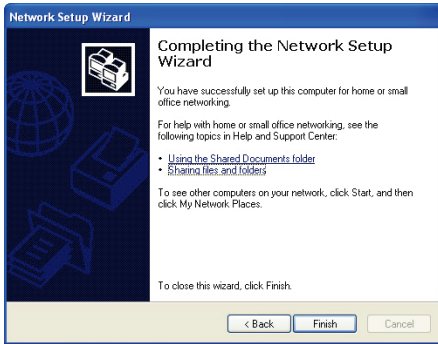 Network Setup Wizard
Completing the Network Setup
Wizard
You have successfully set up this computer for home or small
office networking.
For help with home or small office networking, see the
following topics in Help and Support Center:
• Using the Shared Documents folder
• Sharing files and folders
To see other computers on your network, click Start, and then
click My Network Places.
To close this wizard, click Finish.
< Back Finish Cancel